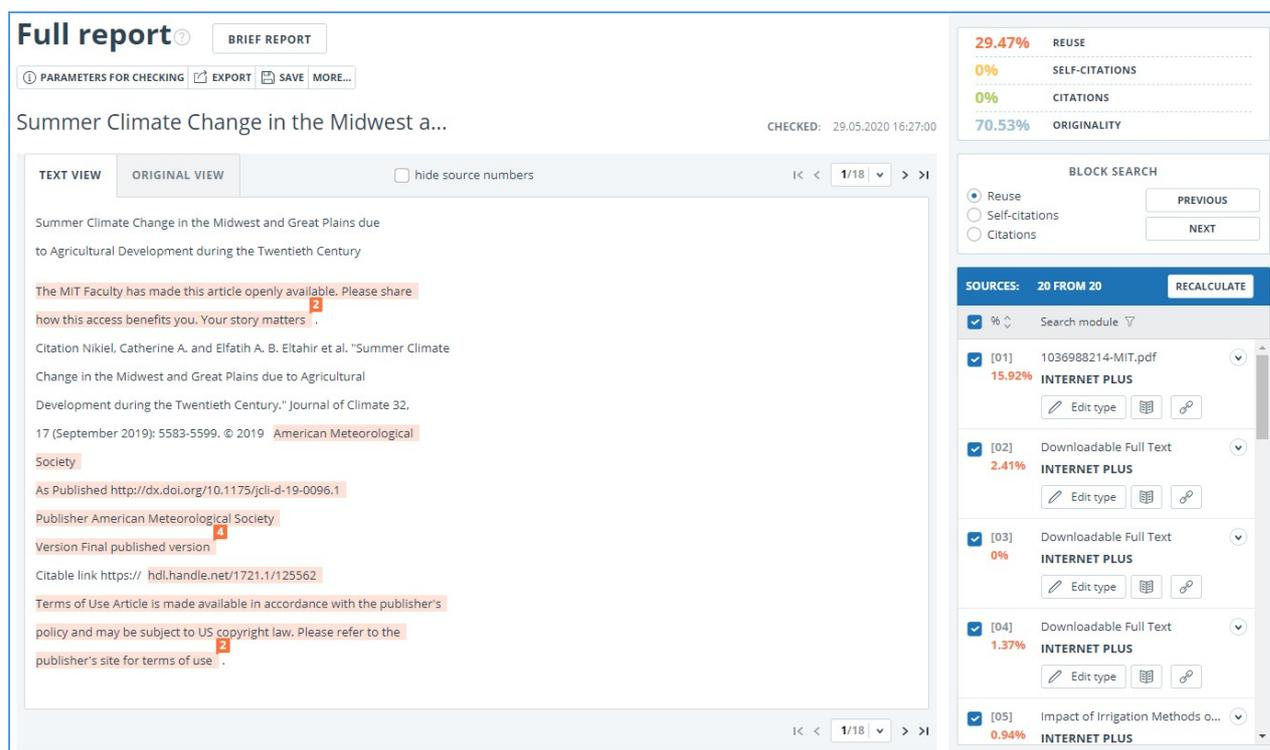 Full report
BRIEF REPORT
PARAMETERS FOR CHECKING EXPORT SAVE MORE...
Summer Climate Change in the Midwest a...
CHECKED: 29.05.2020 16:27:00
TEXT VIEW ORIGINAL VIEW
hide source numbers
1/18
Summer Climate Change in the Midwest and Great Plains due
to Agricultural Development during the Twentieth Century
The MIT Faculty has made this article openly available. Please share
2
how this access benefits you. Your story matters .
Citation Nikiel, Catherine A. and Elfatih A. B. Eltahir et al. "Summer Climate
Change in the Midwest and Great Plains due to Agricultural
Development during the Twentieth Century." Journal of Climate 32,
17 (September 2019): 5583-5599. © 2019 American Meteorological
Society
As Published http://dx.doi.org/10.1175/jcli-d-19-0096.1
Publisher American Meteorological Society
4
Version Final published version
Citable link https:// hdl.handle.net/1721.1/125562
Terms of Use Article is made available in accordance with the publisher's
policy and may be subject to US copyright law. Please refer to the
2
publisher's site for terms of use .
1/18
29.47% REUSE
0% SELF-CITATIONS
0% CITATIONS
70.53% ORIGINALITY
BLOCK SEARCH
Reuse
Self-citations
Citations
PREVIOUS
NEXT
SOURCES: 20 FROM 20 RECALCULATE
% Search module
[01] 1036988214-MIT.pdf
15.92% INTERNET PLUS
Edit type
[02] Downloadable Full Text
2.41% INTERNET PLUS
Edit type
[03] Downloadable Full Text
0% INTERNET PLUS
Edit type
[04] Downloadable Full Text
1.37% INTERNET PLUS
Edit type
[05] Impact of Irrigation Methods o...
0.94% INTERNET PLUS